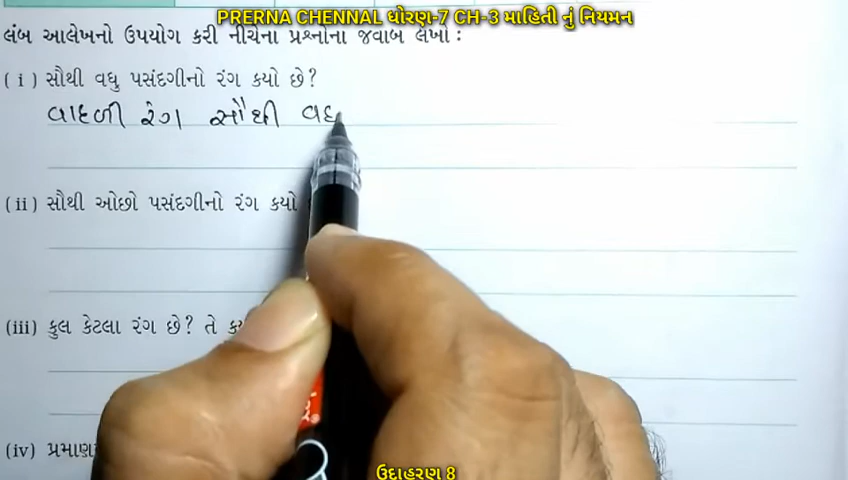 PRERNA CHENNAL ધોરણ-7 CH-3 માહિતી નું નિયમન
લંબ આલેખનો ઉપયોગ કરી નીચેના પ્રશ્નોના જવાબ લખો :
( i ) સૌથી વધુ પસંદગીનો રંગ કયો છે?
વાદળી રંગ સૌથી વધ
(ii) સૌથી ઓછો પસંદગીનો રંગ કયો
(iii) કુલ કેટલા રંગ છે? તે
(iv) પ્રમાણ
ઉદાહરણ 8